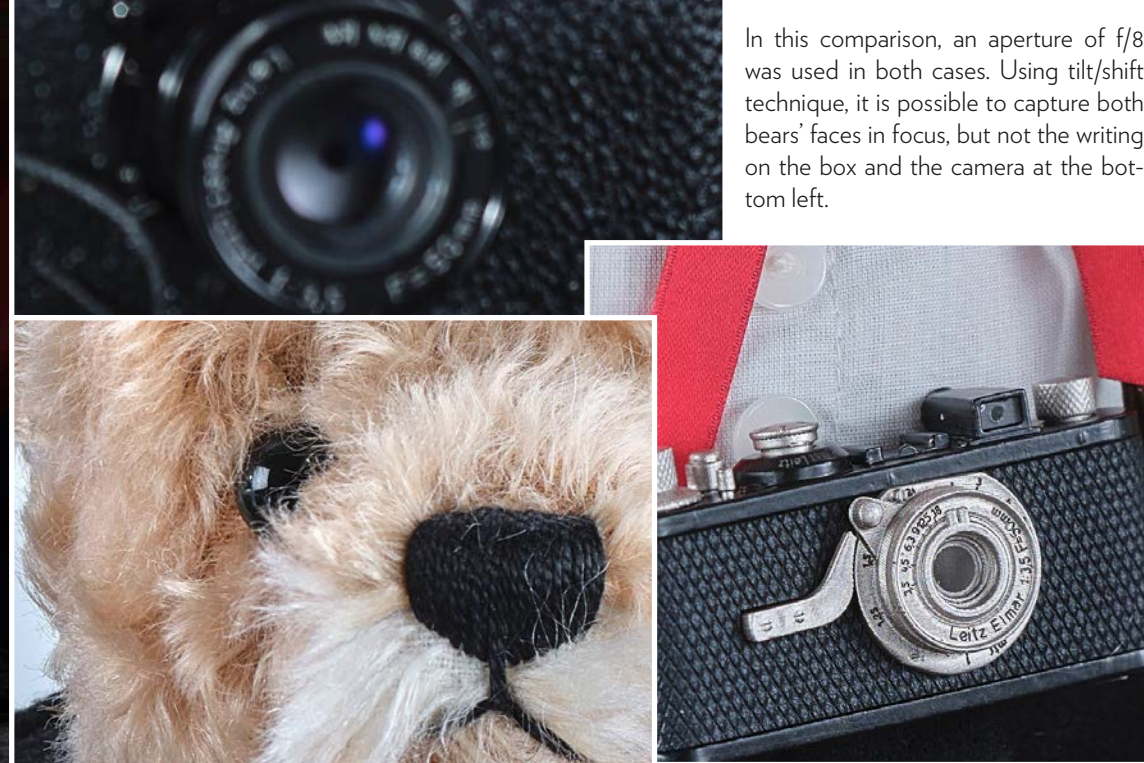 In this comparison, an aperture of f/8
was used in both cases. Using tilt/shift
technique, it is possible to capture both
bears’ faces in focus, but not the writing
on the box and the camera at the bot-
tom left.
Leitz
Leitz Elmar 1:3,5 F=50mm